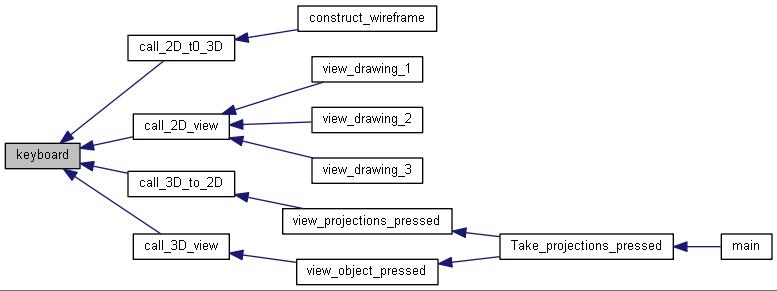 construct_wireframe
call_2D_t0_3D
view_drawing_1
call_2D_view
view_drawing_2
keyboard
view_drawing_3
call_3D_to_2D
view_projections_pressed
call_3D_view
Take_projections_pressed
main
view_object_pressed